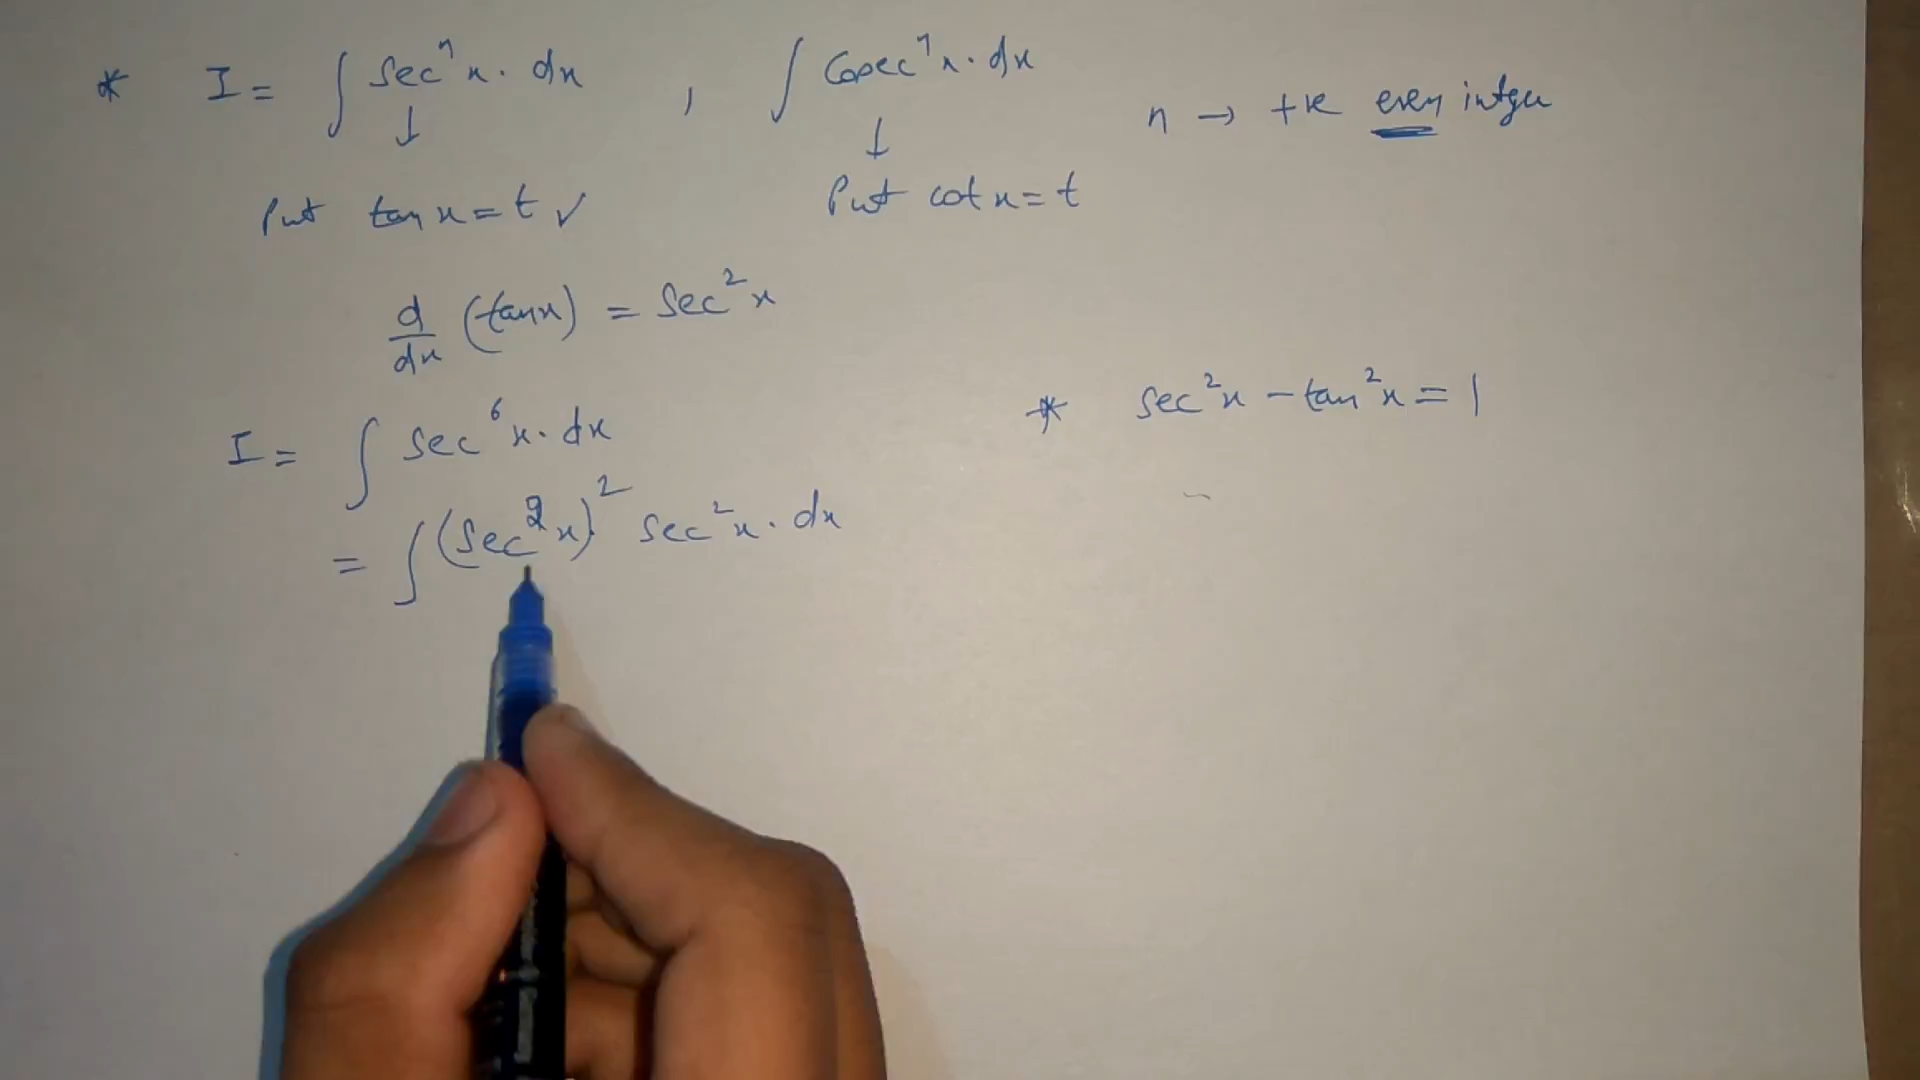 * I = ∫ secⁿx. dx , ∫ Cosecⁿx. dx n → +ve even integer
↓ ↓
Put tan x = t ✓ Put cot x = t
d/dx (tan x) = Sec²x
I = ∫ sec⁶x. dx * sec²x − tan²x = 1
= ∫ (Sec²x)². sec²x. dx